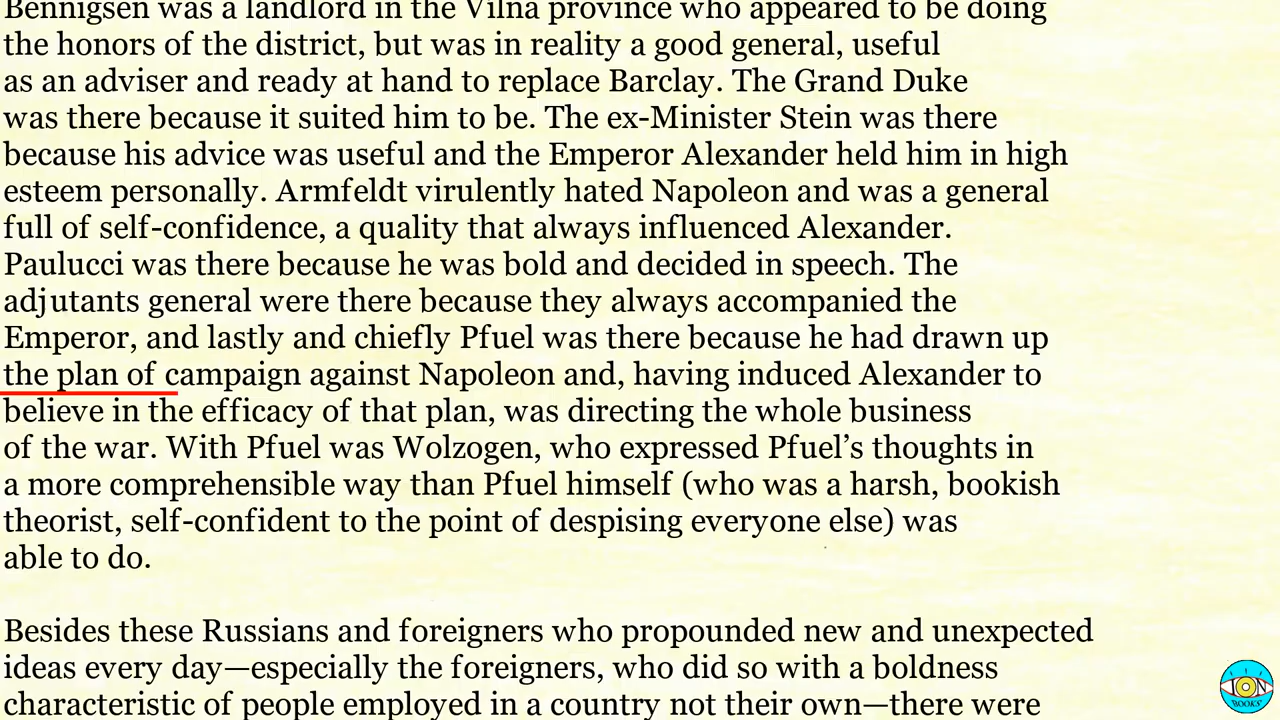 Bennigsen was a landlord in the Vilna province who appeared to be doing
the honors of the district, but was in reality a good general, useful
as an adviser and ready at hand to replace Barclay. The Grand Duke
was there because it suited him to be. The ex-Minister Stein was there
because his advice was useful and the Emperor Alexander held him in high
esteem personally. Armfeldt virulently hated Napoleon and was a general
full of self-confidence, a quality that always influenced Alexander.
Paulucci was there because he was bold and decided in speech. The
adjutants general were there because they always accompanied the
Emperor, and lastly and chiefly Pfuel was there because he had drawn up
the plan of campaign against Napoleon and, having induced Alexander to
believe in the efficacy of that plan, was directing the whole business
of the war. With Pfuel was Wolzogen, who expressed Pfuel’s thoughts in
a more comprehensible way than Pfuel himself (who was a harsh, bookish
theorist, self-confident to the point of despising everyone else) was
able to do.
Besides these Russians and foreigners who propounded new and unexpected
ideas every day—especially the foreigners, who did so with a boldness
characteristic of people employed in a country not their own—there were
ION
BOOKS